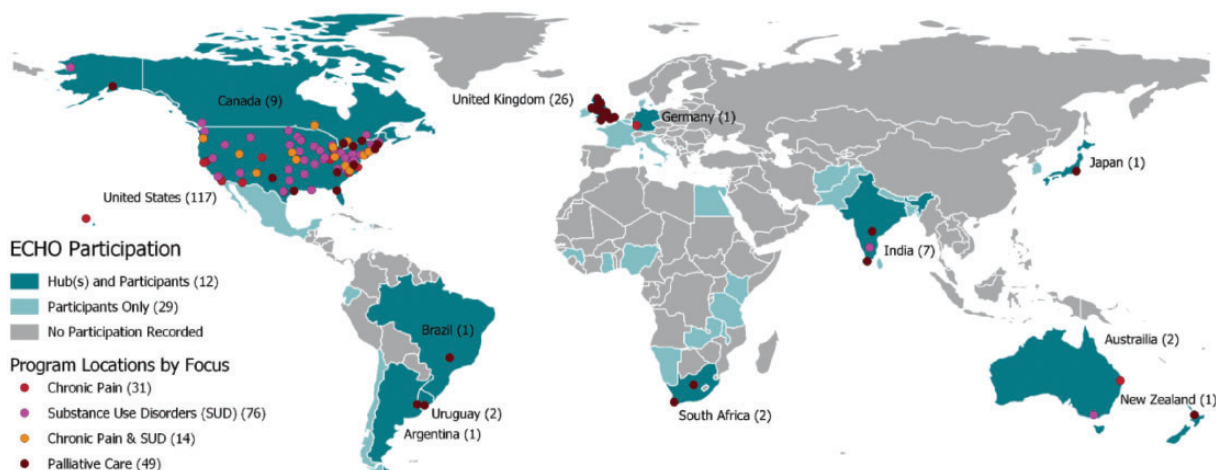 Canada (9)
United Kingdom (26)
Germany (1)
Japan (1)
United States (117)
India (7)
ECHO Participation
Hub(s) and Participants (12)
Participants Only (29)
No Participation Recorded
Brazil (1)
Austrailia (2)
Program Locations by Focus
Chronic Pain (31)
New Zealand (1)
Substance Use Disorders (SUD) (76)
Uruguay (2)
South Africa (2)
Chronic Pain & SUD (14)
Argentina (1)
Palliative Care (49)